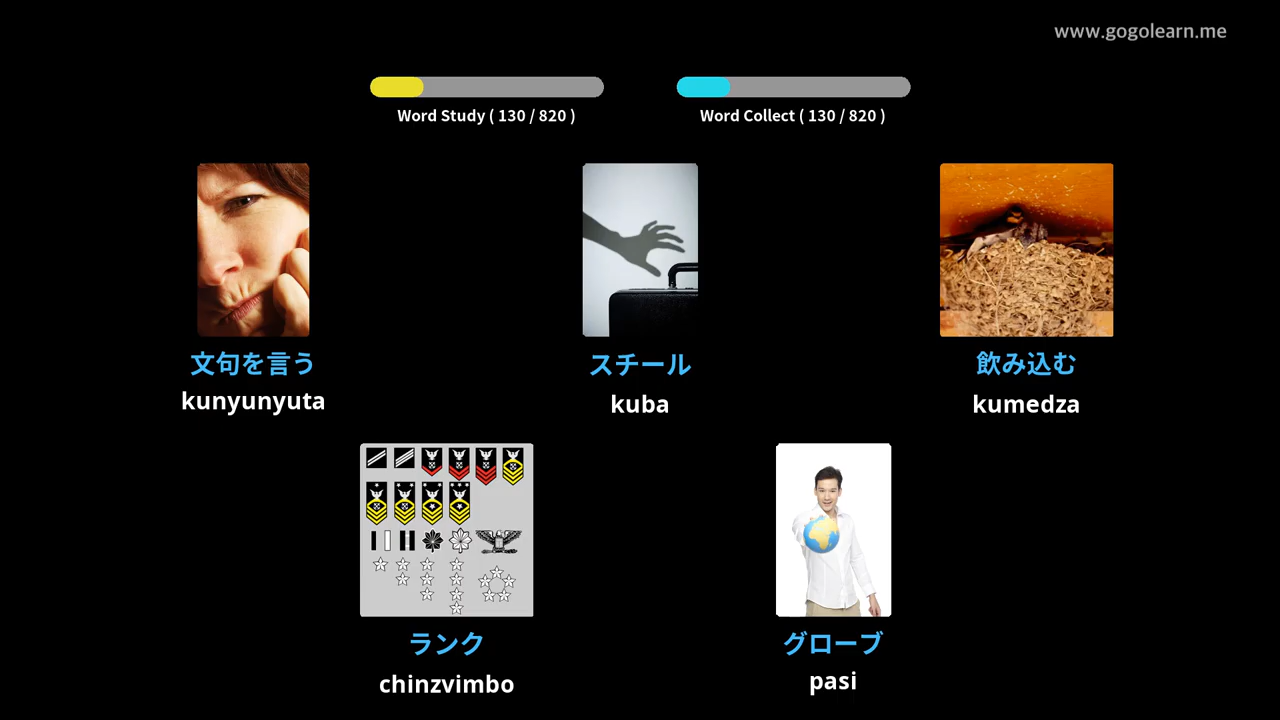 www.gogolearn.me
Word Study ( 130 / 820 )
Word Collect ( 130 / 820 )
文句を言う
kunyunyuta
スチール
kuba
飲み込む
kumedza
ランク
chinzvimbo
グローブ
pasi